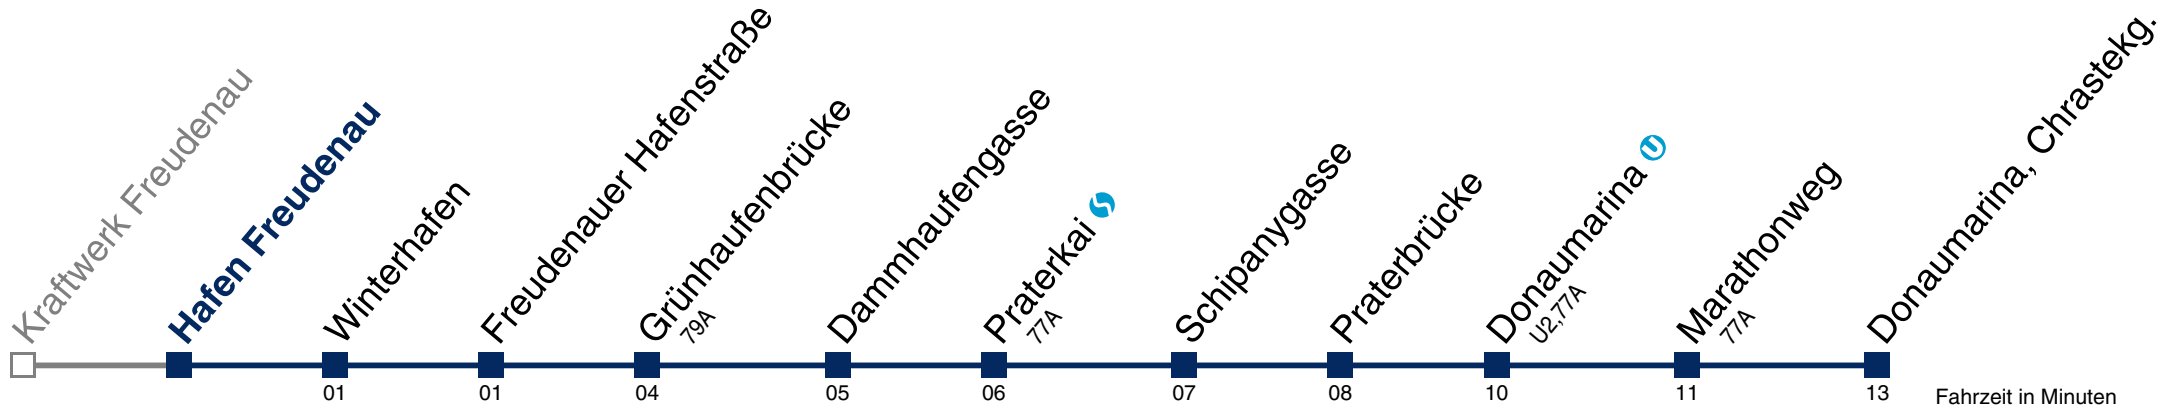 Kraftwerk Freudenau
Hafen Freudenau
Winterhafen
01
Freudenauer Hafenstraße
01
Grünhaufenbrücke
79A
04
Dammhaufengasse
05
Praterkai S
77A
06
Schipanygasse
07
Praterbrücke
08
Donaumarina U
U2,77A
10
Marathonweg
77A
11
Donaumarina, Chrastekg.
13
Fahrzeit in Minuten